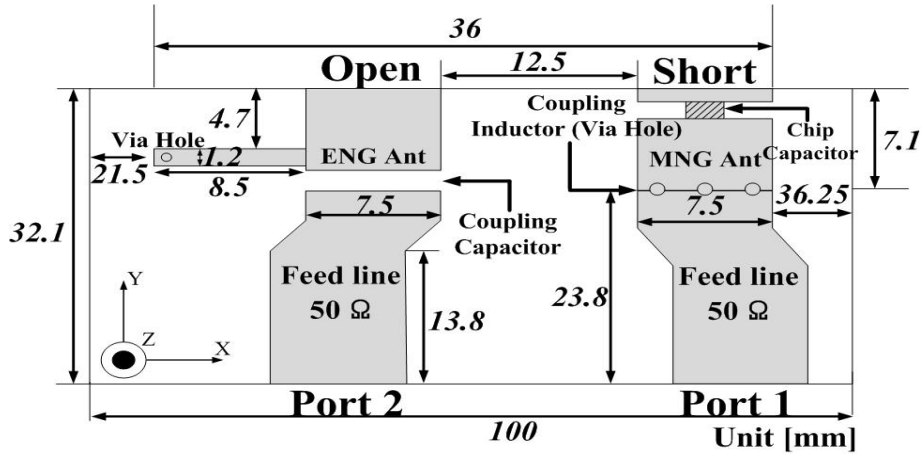 36
Open
12.5
Short
4.7
Coupling
Inductor (Via Hole)
Chip
Capacitor
7.1
Via Hole
1.2
ENG Ant
MNG Ant
21.5
8.5
7.5
Coupling
Capacitor
7.5
36.25
32.1
Feed line
50 Ω
13.8
23.8
Feed line
50 Ω
Y
Z
X
Port 2
Port 1
100
Unit [mm]